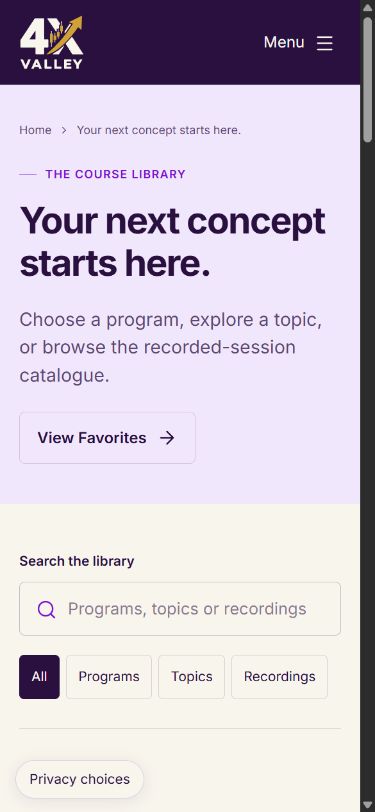 4X
VALLEY
Menu
Home > Your next concept starts here.
THE COURSE LIBRARY
Your next concept
starts here.
Choose a program, explore a topic,
or browse the recorded-session
catalogue.
View Favorites →
Search the library
Programs, topics or recordings
All Programs Topics Recordings
Privacy choices